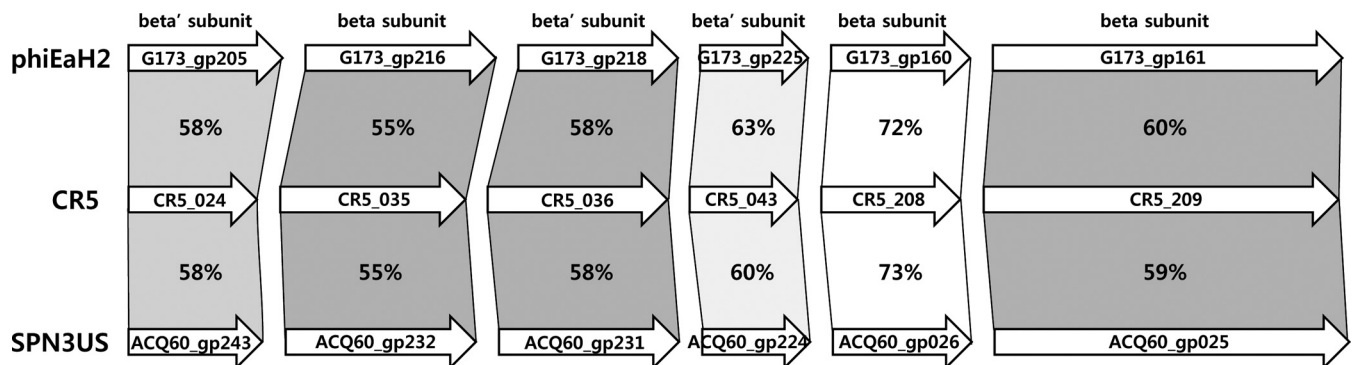 beta’ subunit beta subunit beta’ subunit beta’ subunit beta subunit beta subunit
phiEaH2 G173_gp205 G173_gp216 G173_gp218 G173_gp225 G173_gp160 G173_gp161
58% 55% 58% 63% 72% 60%
CR5 CR5_024 CR5_035 CR5_036 CR5_043 CR5_208 CR5_209
58% 55% 58% 60% 73% 59%
SPN3US ACQ60_gp243 ACQ60_gp232 ACQ60_gp231 ACQ60_gp224 ACQ60_gp026 ACQ60_gp025